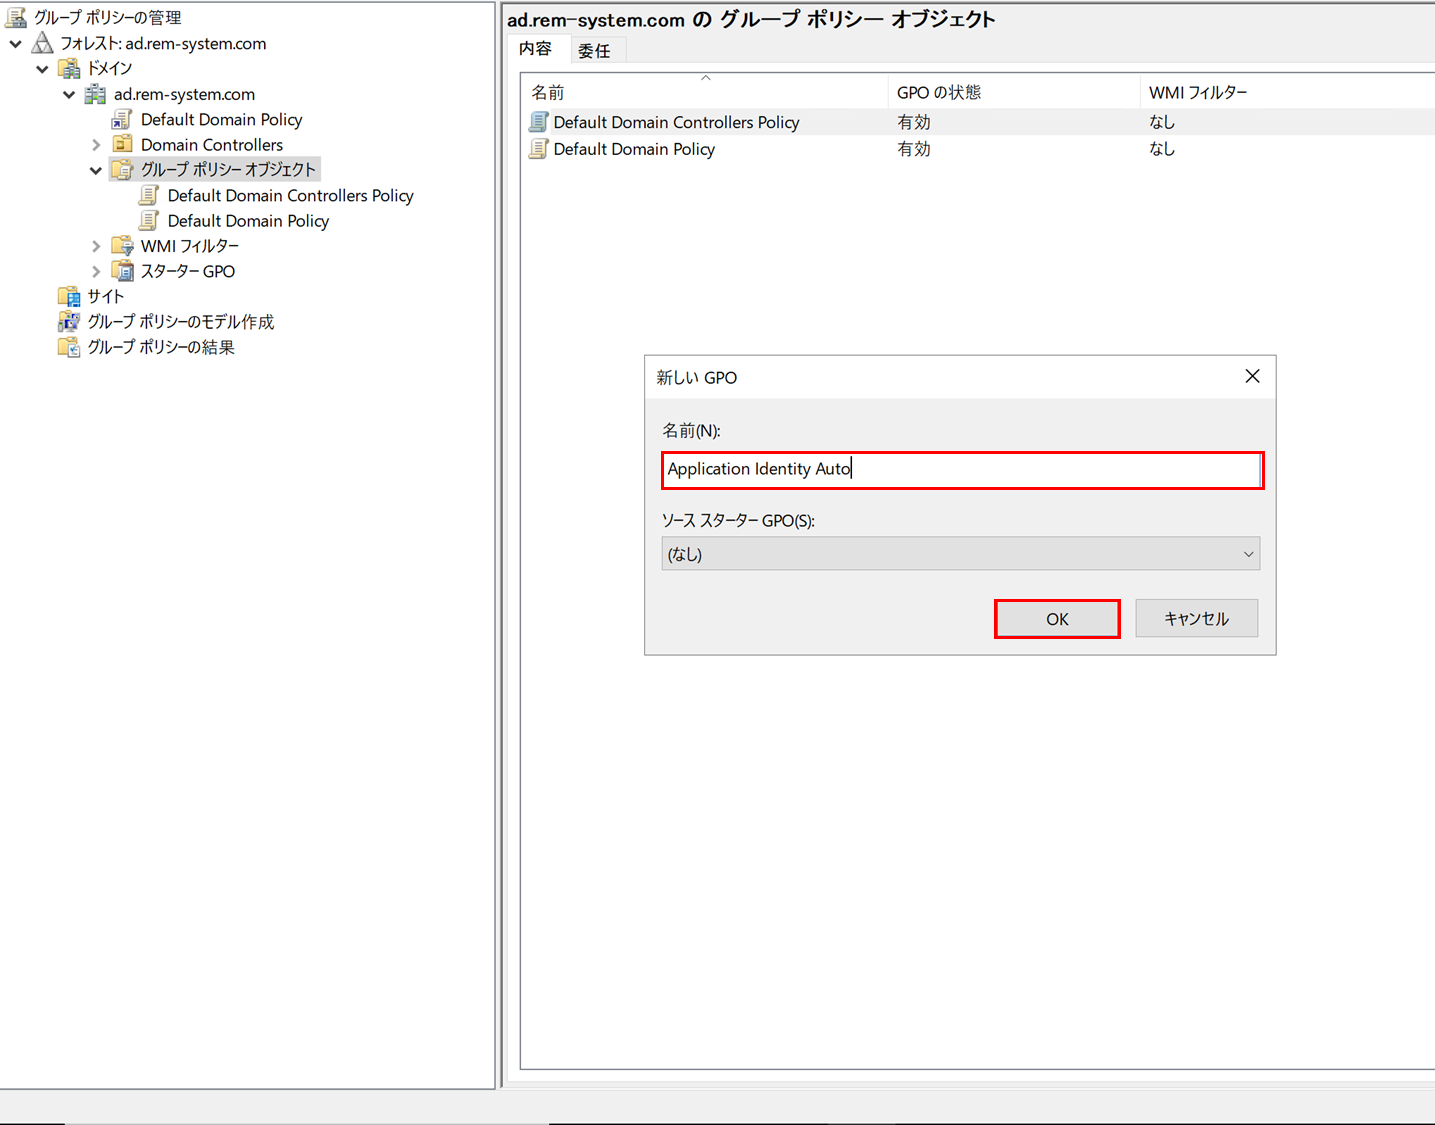 グループ ポリシーの管理
フォレスト: ad.rem-system.com
ドメイン
ad.rem-system.com
Default Domain Policy
Domain Controllers
グループ ポリシー オブジェクト
Default Domain Controllers Policy
Default Domain Policy
WMI フィルター
スターター GPO
サイト
グループ ポリシーのモデル作成
グループ ポリシーの結果
ad.rem-system.com の グループ ポリシー オブジェクト
内容 委任
名前 GPO の状態 WMI フィルター
Default Domain Controllers Policy 有効 なし
Default Domain Policy 有効 なし
新しい GPO
名前(N):
Application Identity Auto
ソース スターター GPO(S):
(なし)
OK キャンセル